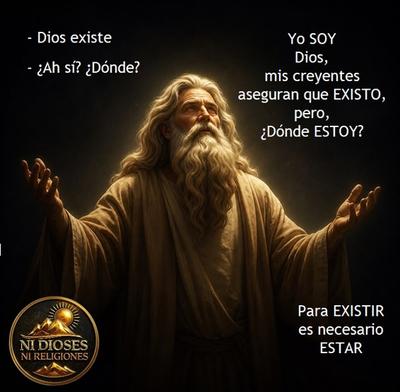 - Dios existe
- ¿Ah sí? ¿Dónde?
Yo SOY
Dios,
mis creyentes
aseguran que EXISTO,
pero,
¿Dónde ESTOY?
Para EXISTIR
es necesario
ESTAR
NI DIOSES
NI RELIGIONES